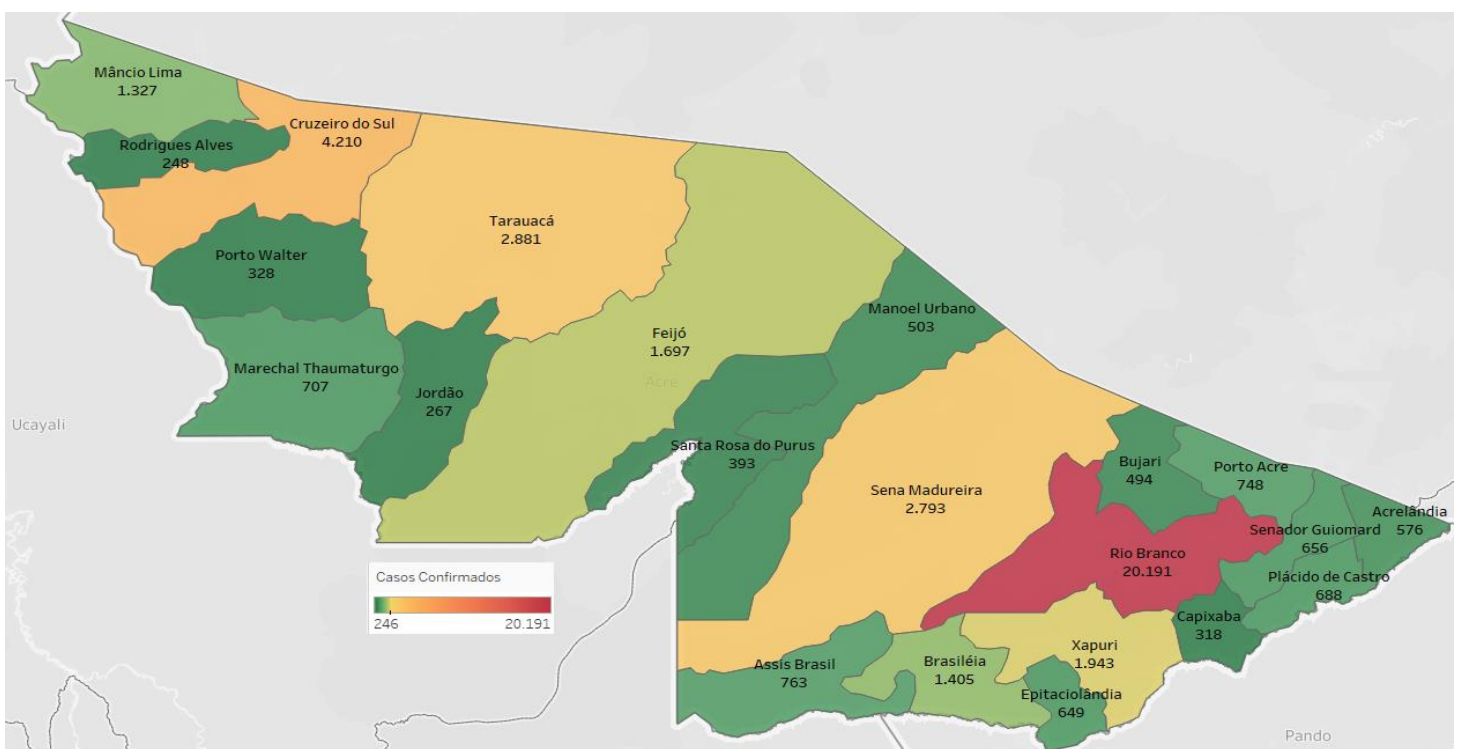 Mâncio Lima
1.327
Cruzeiro do Sul
4.210
Rodrigues Alves
248
Tarauacá
2.881
Porto Walter
328
Manoel Urbano
503
Feijó
1.697
Marechal Thaumaturgo
707
Acre
Jordão
267
Ucayali
Santa Rosa do Purus
393
Bujari
494
Porto Acre
748
Sena Madureira
2.793
Acrelândia
576
Senador Guiomard
656
Rio Branco
20.191
Plácido de Castro
688
Casos Confirmados
246
20.191
Capixaba
318
Xapuri
1.943
Assis Brasil
763
Brasiléia
1.405
Epitaciolândia
649
Pando